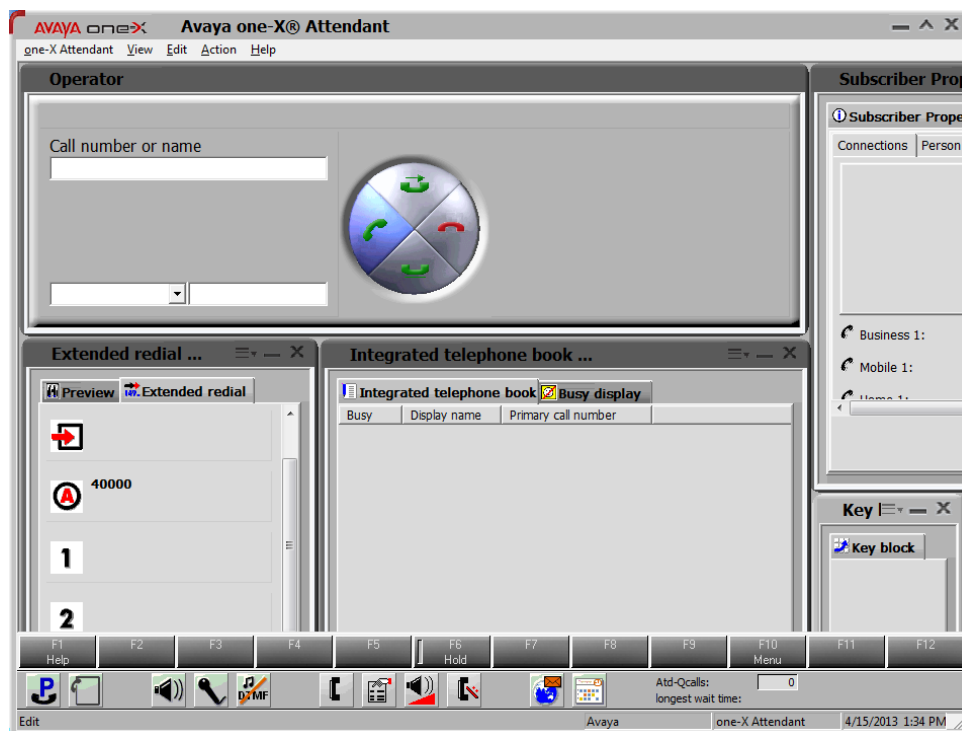 AVAYA one-X Avaya one-X® Attendant
one-X Attendant View Edit Action Help
Operator
Subscriber Prop
Subscriber Prope
Call number or name
Connections Person
Business 1:
Mobile 1:
Home 1:
Extended redial ...
Integrated telephone book ...
Preview Extended redial
Integrated telephone book Busy display
Busy Display name Primary call number
A 40000
1
2
Key
Key block
F1 F2 F3 F4 F5 F6 F7 F8 F9 F10 F11 F12
Help Hold Menu
P
DTMF
Atd-Qcalls: 0
longest wait time:
Edit Avaya one-X Attendant 4/15/2013 1:34 PM